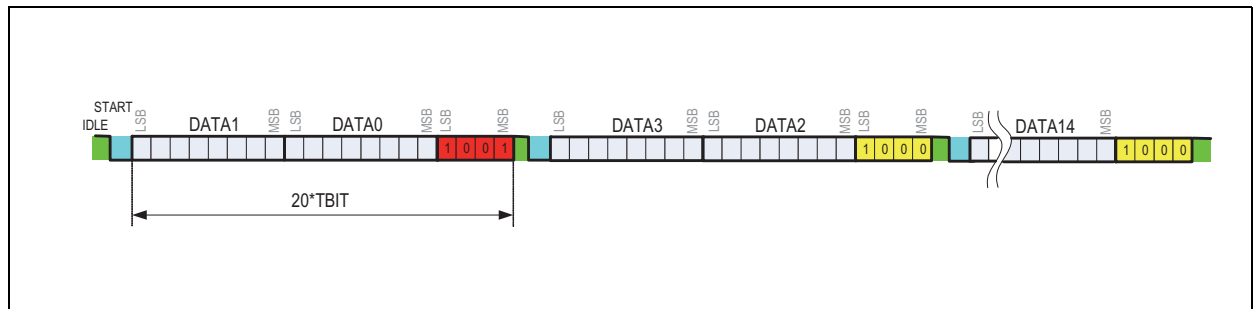 START
IDLE
LSB DATA1 MSB LSB DATA0 MSB LSB MSB LSB DATA3 MSB LSB DATA2 MSB LSB MSB LSB DATA14 MSB
1 0 0 1 1 0 0 0 1 0 0 0
20*TBIT